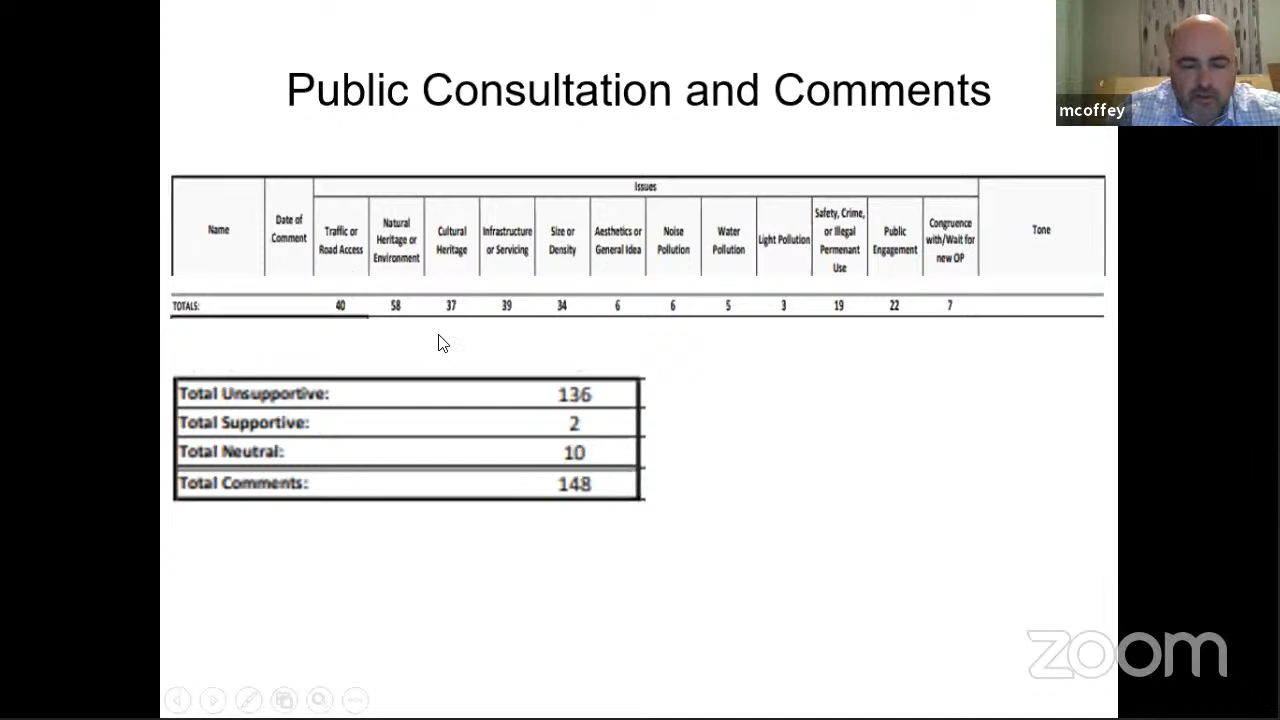 Public Consultation and Comments
mcoffey
Issues
Name
Date of
Comment
Traffic or
Road Access
Natural
Heritage or
Environment
Cultural
Heritage
Infrastructure
or Servicing
Size or
Density
Aesthetics or
General Idea
Noise
Pollution
Water
Pollution
Light Pollution
Safety, Crime,
or Illegal
Permenant
Use
Public
Engagement
Congruence
with/Wait for
new OP
Tone
TOTALS: 40 58 37 39 34 6 6 5 3 19 22 7
Total Unsupportive: 136
Total Supportive: 2
Total Neutral: 10
Total Comments: 148
zoom